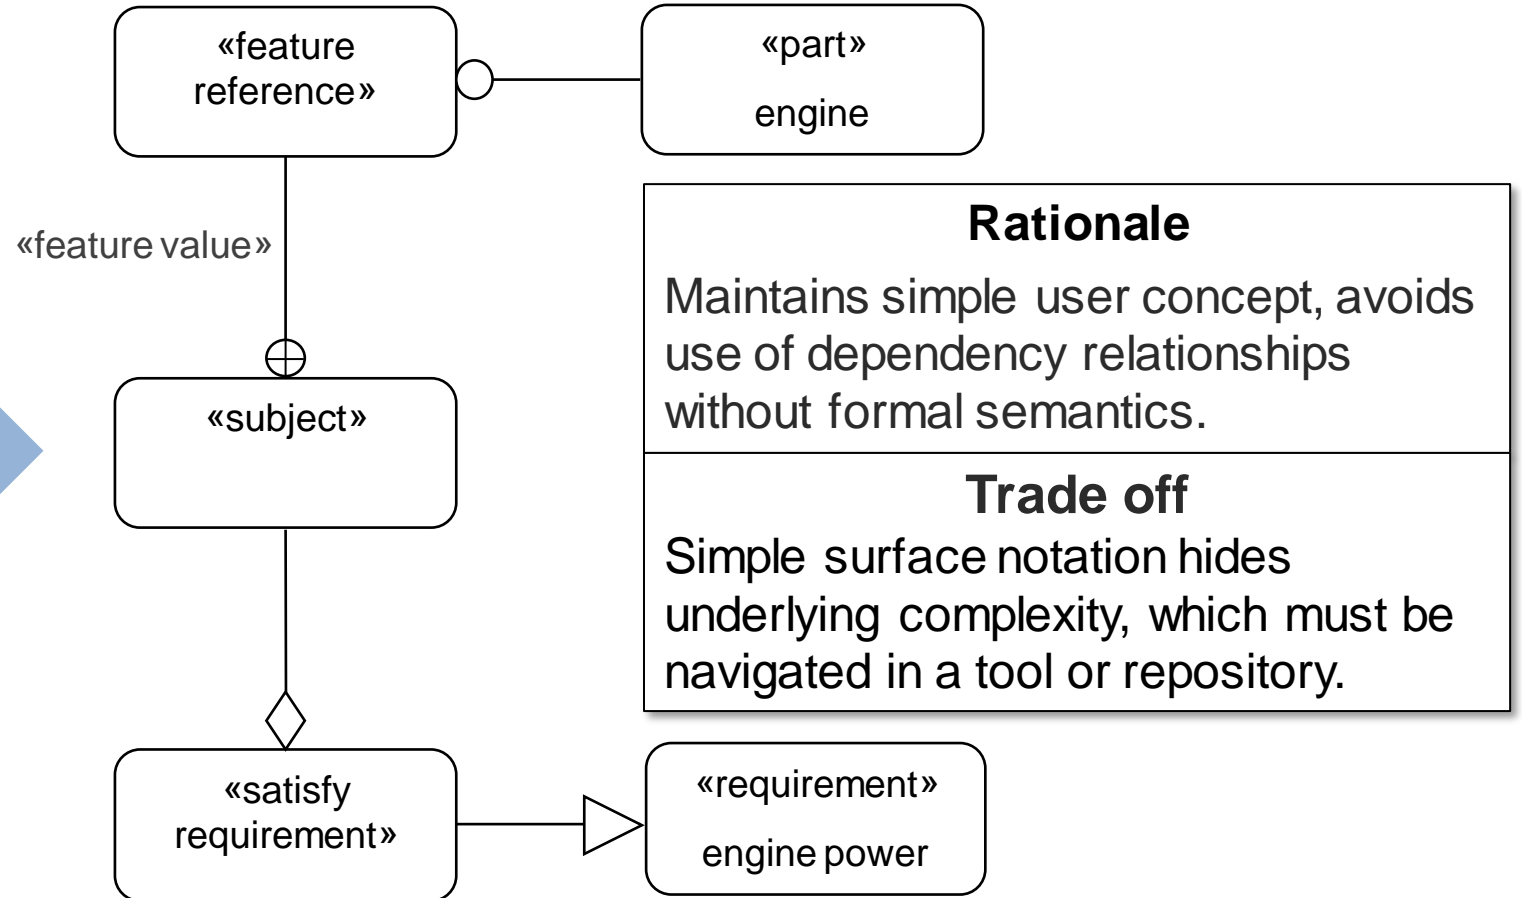 «feature
reference»
«part»
engine
«feature value»
Rationale
Maintains simple user concept, avoids
use of dependency relationships
without formal semantics.
«subject»
Trade off
Simple surface notation hides
underlying complexity, which must be
navigated in a tool or repository.
«satisfy
requirement»
«requirement»
engine power